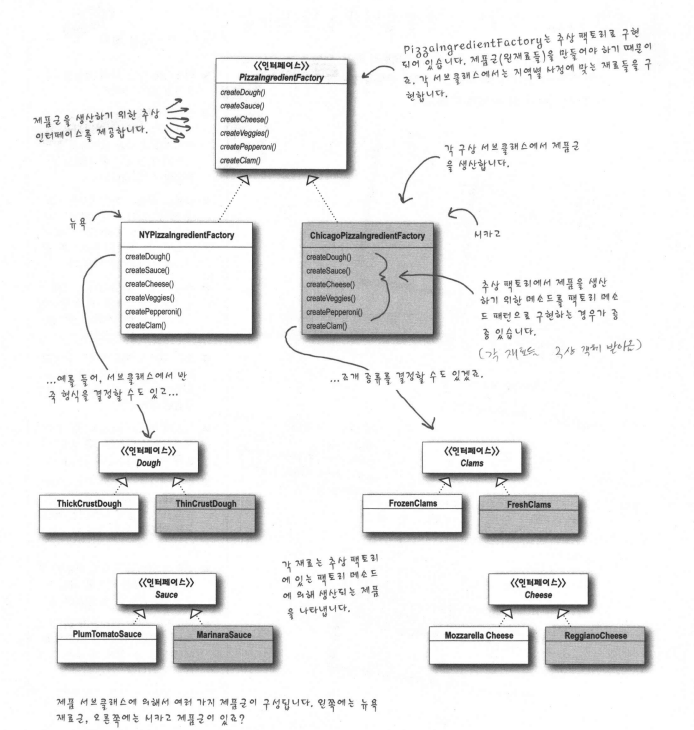 PizzaIngredientFactory는 추상 팩토리로 구현
되어 있습니다. 제품군(원재료들)을 만들어야 하기 때문이
죠. 각 서브클래스에서는 지역별 사정에 맞는 재료들을 구
현합니다.
<<인터페이스>>
PizzaIngredientFactory
createDough()
createSauce()
createCheese()
createVeggies()
createPepperoni()
createClam()
제품군을 생산하기 위한 추상
인터페이스를 제공합니다.
각 구상 서브클래스에서 제품군
을 생산합니다.
뉴욕
NYPizzaIngredientFactory
createDough()
createSauce()
createCheese()
createVeggies()
createPepperoni()
createClam()
ChicagoPizzaIngredientFactory
createDough()
createSauce()
createCheese()
createVeggies()
createPepperoni()
createClam()
시카고
추상 팩토리에서 제품을 생산
하기 위한 메소드를 팩토리 메소
드 패턴으로 구현하는 경우가 종
종 있습니다.
(각
...예를 들어, 서브클래스에서 반
죽 형식을 결정할 수도 있고...
...조개 종류를 결정할 수도 있겠죠.
<<인터페이스>>
Dough
ThickCrustDough
ThinCrustDough
<<인터페이스>>
Clams
FrozenClams
FreshClams
각 재료는 추상 팩토리
에 있는 팩토리 메소드
에 의해 생산되는 제품
을 나타냅니다.
<<인터페이스>>
Sauce
PlumTomatoSauce
MarinaraSauce
<<인터페이스>>
Cheese
Mozzarella Cheese
ReggianoCheese
제품 서브클래스에 의해서 여러 가지 제품군이 구성됩니다. 왼쪽에는 뉴욕
재료군, 오른쪽에는 시카고 제품군이 있죠?